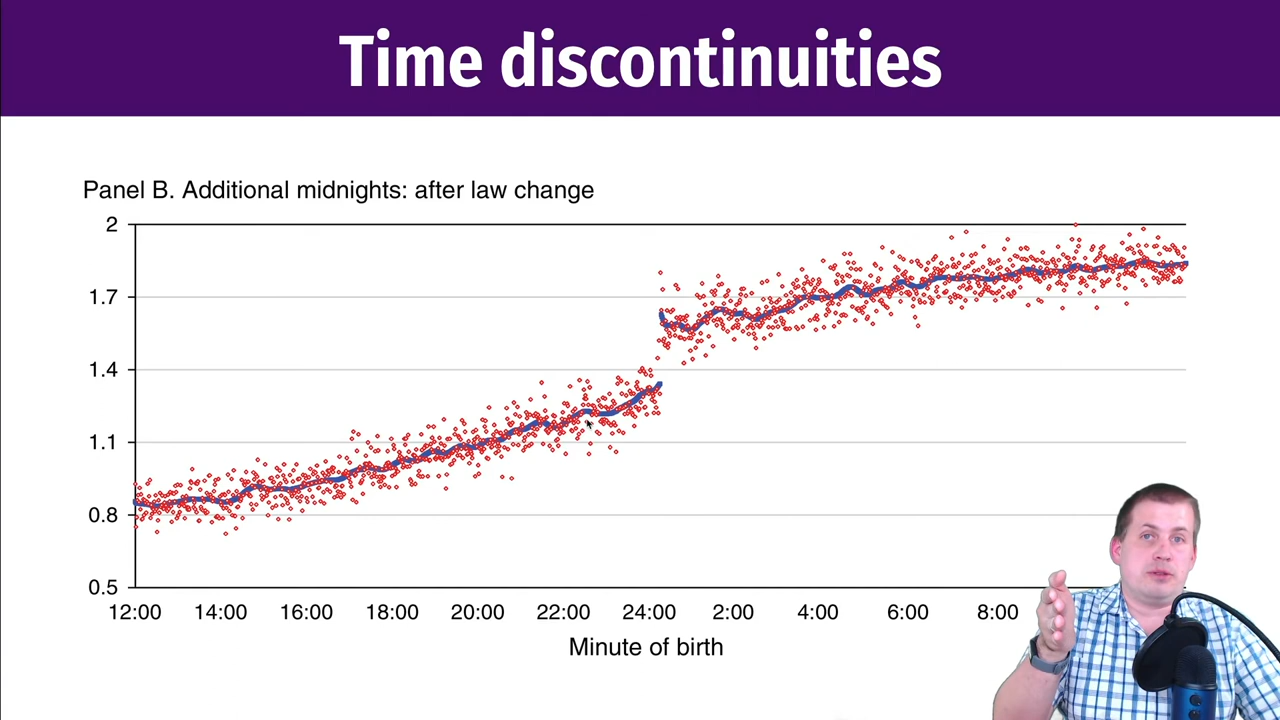 Time discontinuities
Panel B. Additional midnights: after law change
2
1.7
1.4
1.1
0.8
0.5
12:00 14:00 16:00 18:00 20:00 22:00 24:00 2:00 4:00 6:00 8:00
Minute of birth